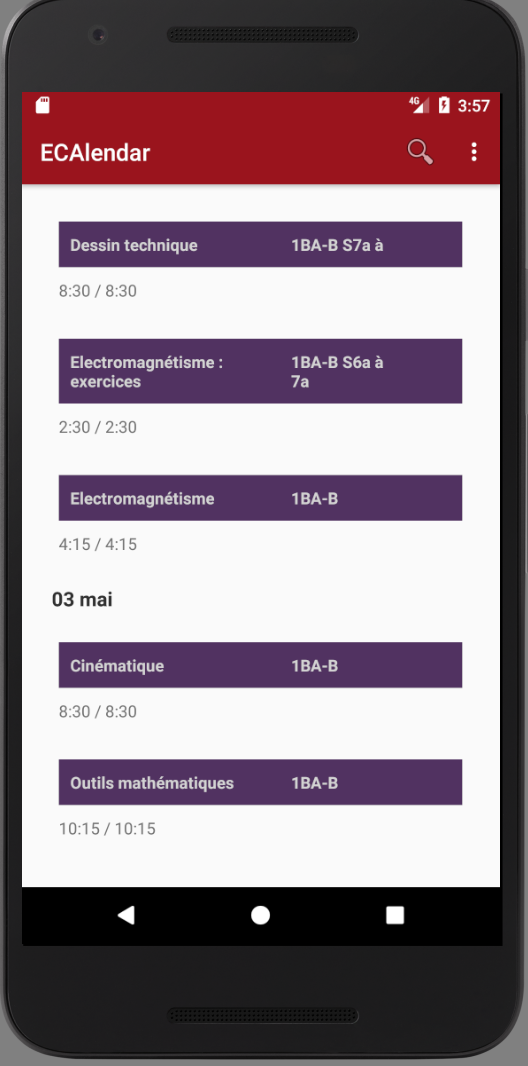 4G 3:57
ECAlendar
Dessin technique 1BA-B S7a à
8:30 / 8:30
Electromagnétisme : 1BA-B S6a à
exercices 7a
2:30 / 2:30
Electromagnétisme 1BA-B
4:15 / 4:15
03 mai
Cinématique 1BA-B
8:30 / 8:30
Outils mathématiques 1BA-B
10:15 / 10:15